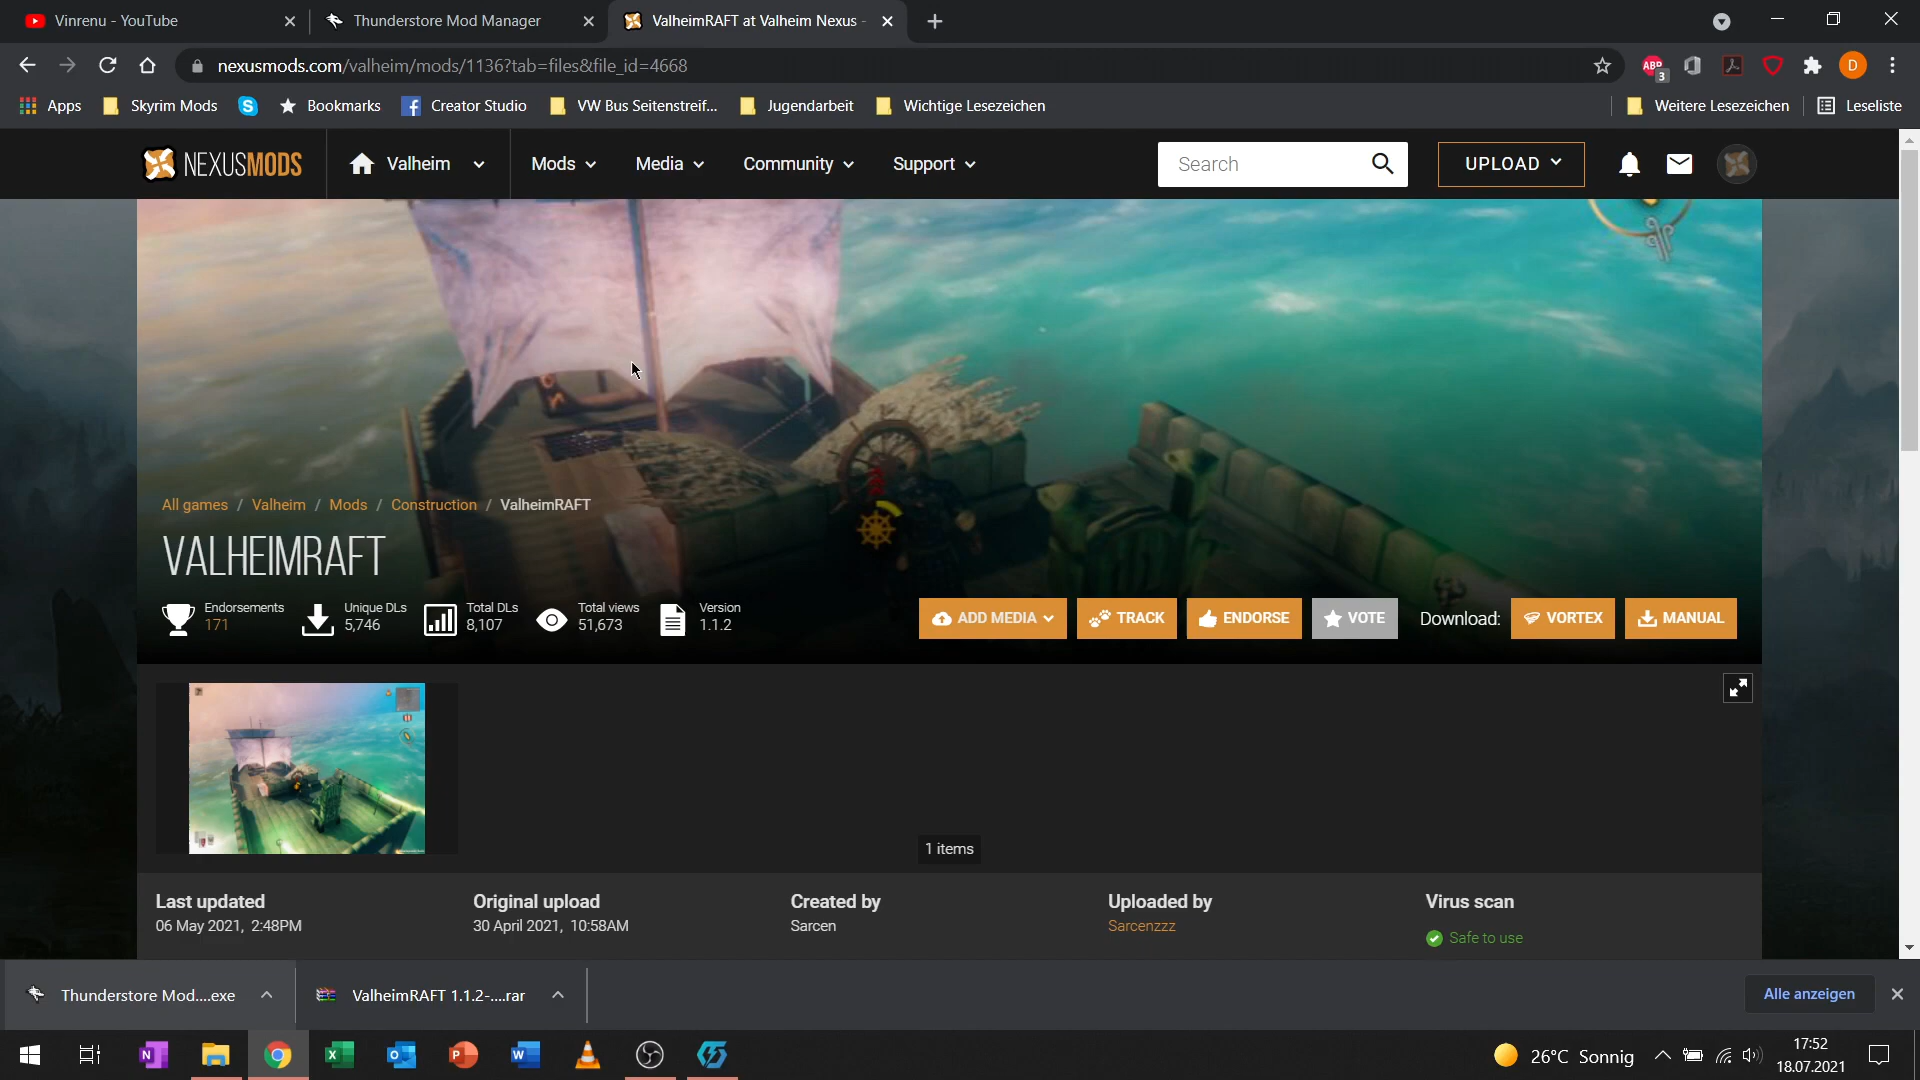 Vinrenu - YouTube
Thunderstore Mod Manager
ValheimRAFT at Valheim Nexus -
nexusmods.com/valheim/mods/1136?tab=files&file_id=4668
ABP
3
D
Apps
Skyrim Mods
Bookmarks
Creator Studio
VW Bus Seitenstreif...
Jugendarbeit
Wichtige Lesezeichen
Weitere Lesezeichen
Leseliste
NEXUSMODS
Valheim
Mods
Media
Community
Support
Search
UPLOAD
All games / Valheim / Mods / Construction / ValheimRAFT
VALHEIMRAFT
Endorsements
171
Unique DLs
5,746
Total DLs
8,107
Total views
51,673
Version
1.1.2
ADD MEDIA
TRACK
ENDORSE
VOTE
Download:
VORTEX
MANUAL
1 items
Last updated
06 May 2021, 2:48PM
Original upload
30 April 2021, 10:58AM
Created by
Sarcen
Uploaded by
Sarcenzzz
Virus scan
Safe to use
Thunderstore Mod....exe
ValheimRAFT 1.1.2-....rar
Alle anzeigen
26°C Sonnig
17:52
18.07.2021